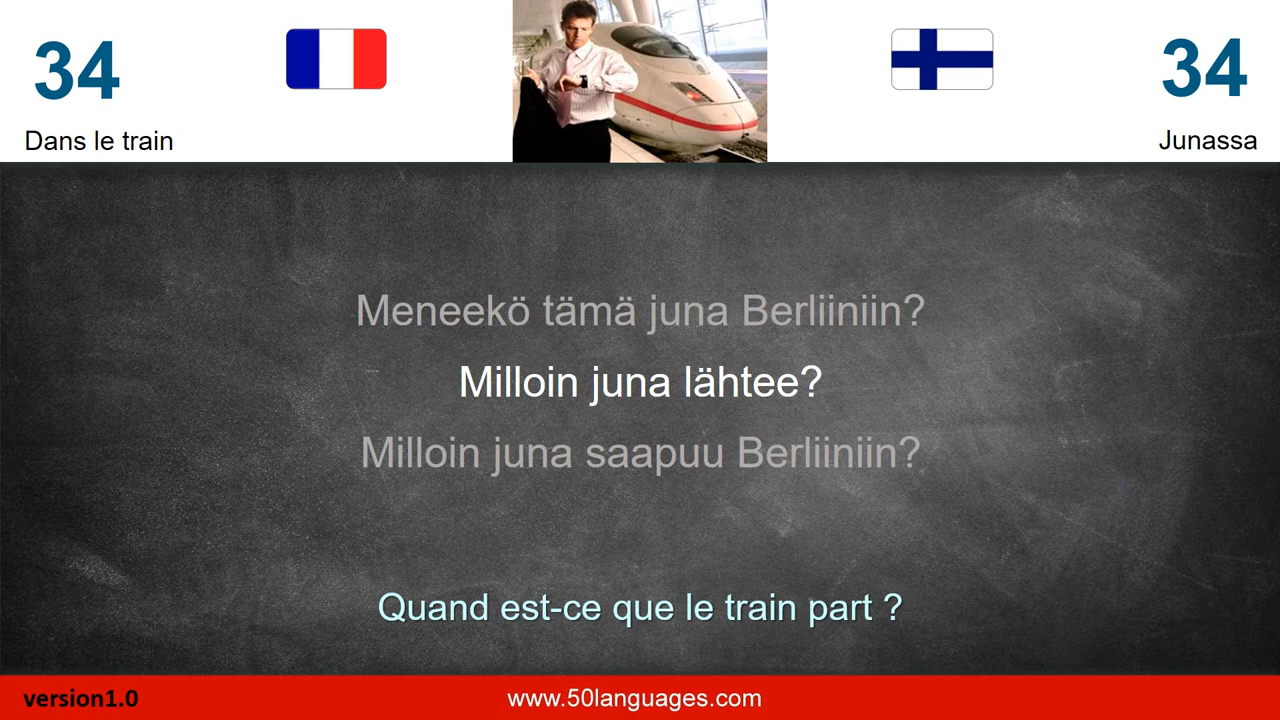 34
34
Dans le train
Junassa
Meneekö tämä juna Berliiniin?
Milloin juna lähtee?
Milloin juna saapuu Berliiniin?
Quand est-ce que le train part ?
version1.0
www.50languages.com